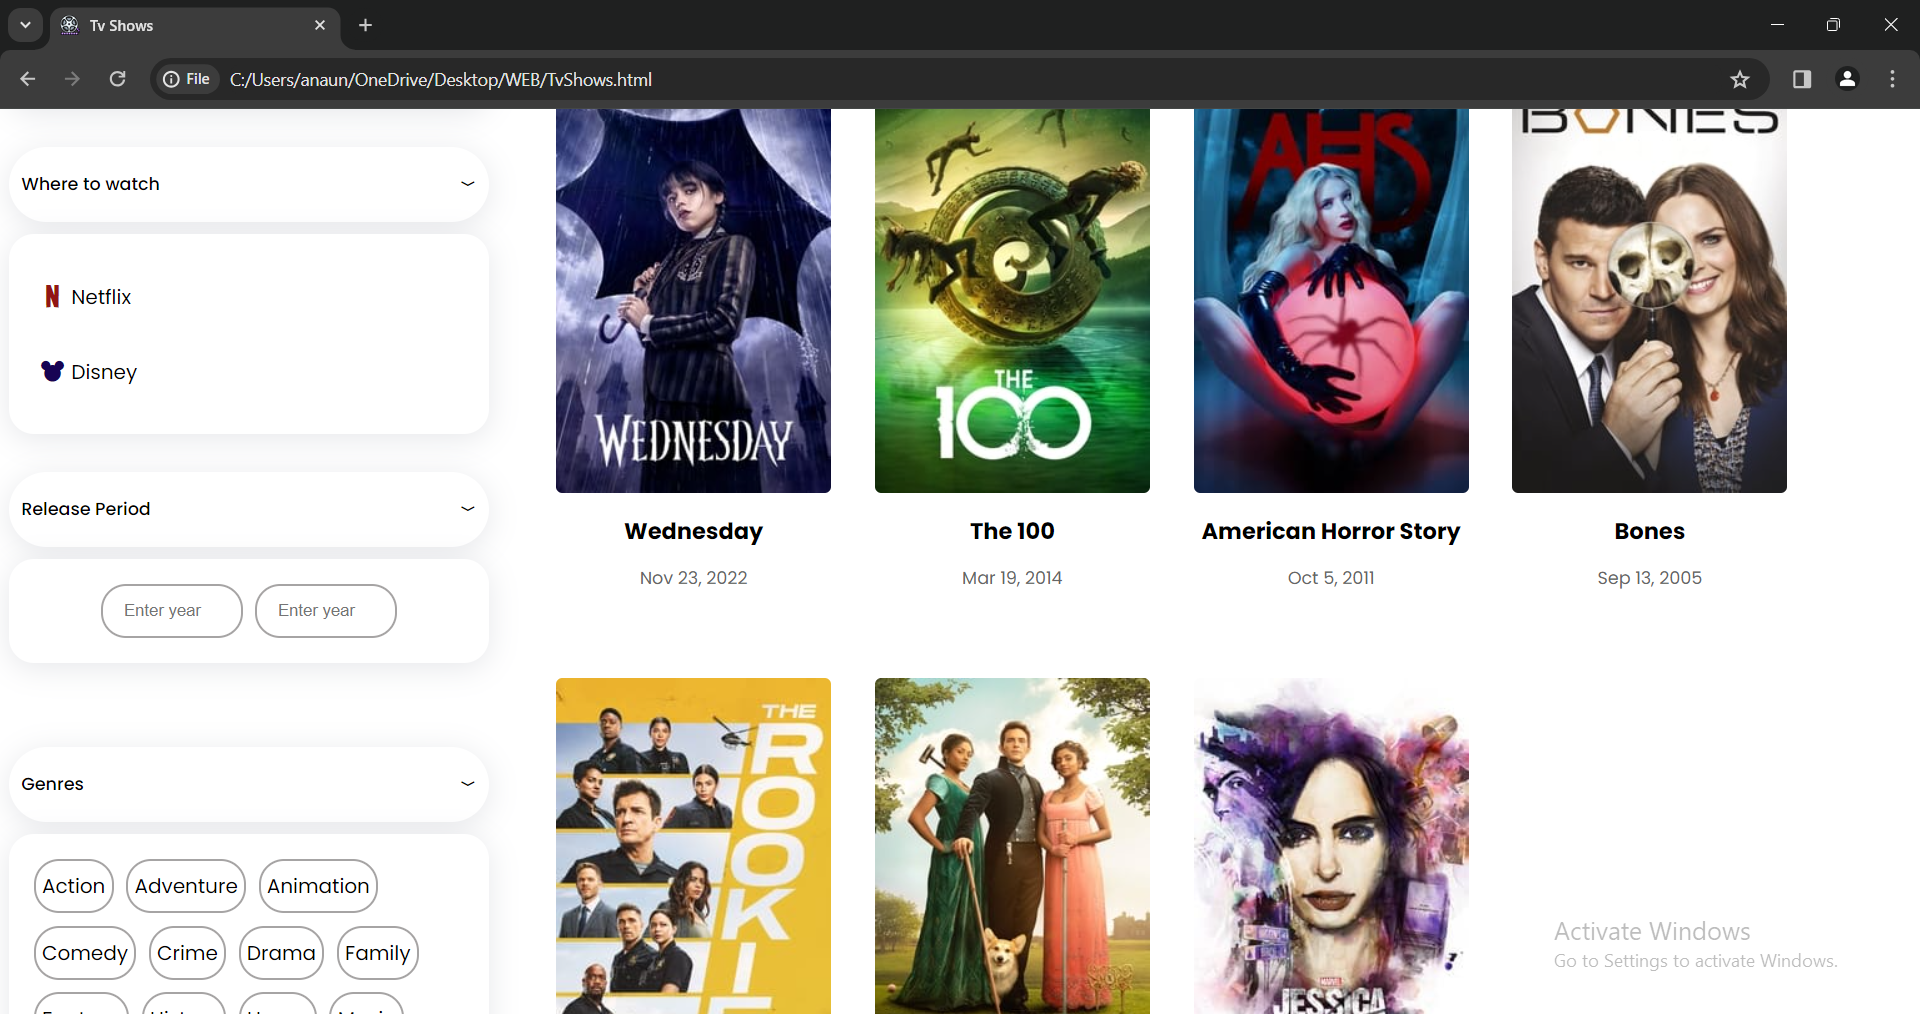 Tv Shows
File
C:/Users/anaun/OneDrive/Desktop/WEB/TvShows.html
Where to watch
N Netflix
Disney
Release Period
Enter year Enter year
Genres
Action Adventure Animation
Comedy Crime Drama Family
WEDNESDAY
Wednesday
Nov 23, 2022
THE
100
The 100
Mar 19, 2014
AHS
American Horror Story
Oct 5, 2011
BONES
Bones
Sep 13, 2005
THE
ROOKIE
MARVEL
JESSICA
Activate Windows
Go to Settings to activate Windows.